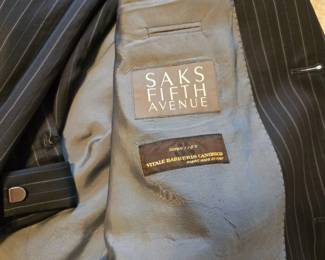 SAKS
FIFTH
AVENUE
VITALE BARBERIS CANONICO